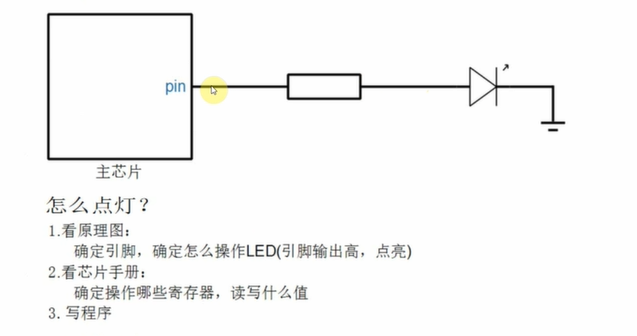 pin
主芯片
怎么点灯？
1.看原理图：
确定引脚，确定怎么操作LED(引脚输出高，点亮)
2.看芯片手册：
确定操作哪些寄存器，读写什么值
3. 写程序